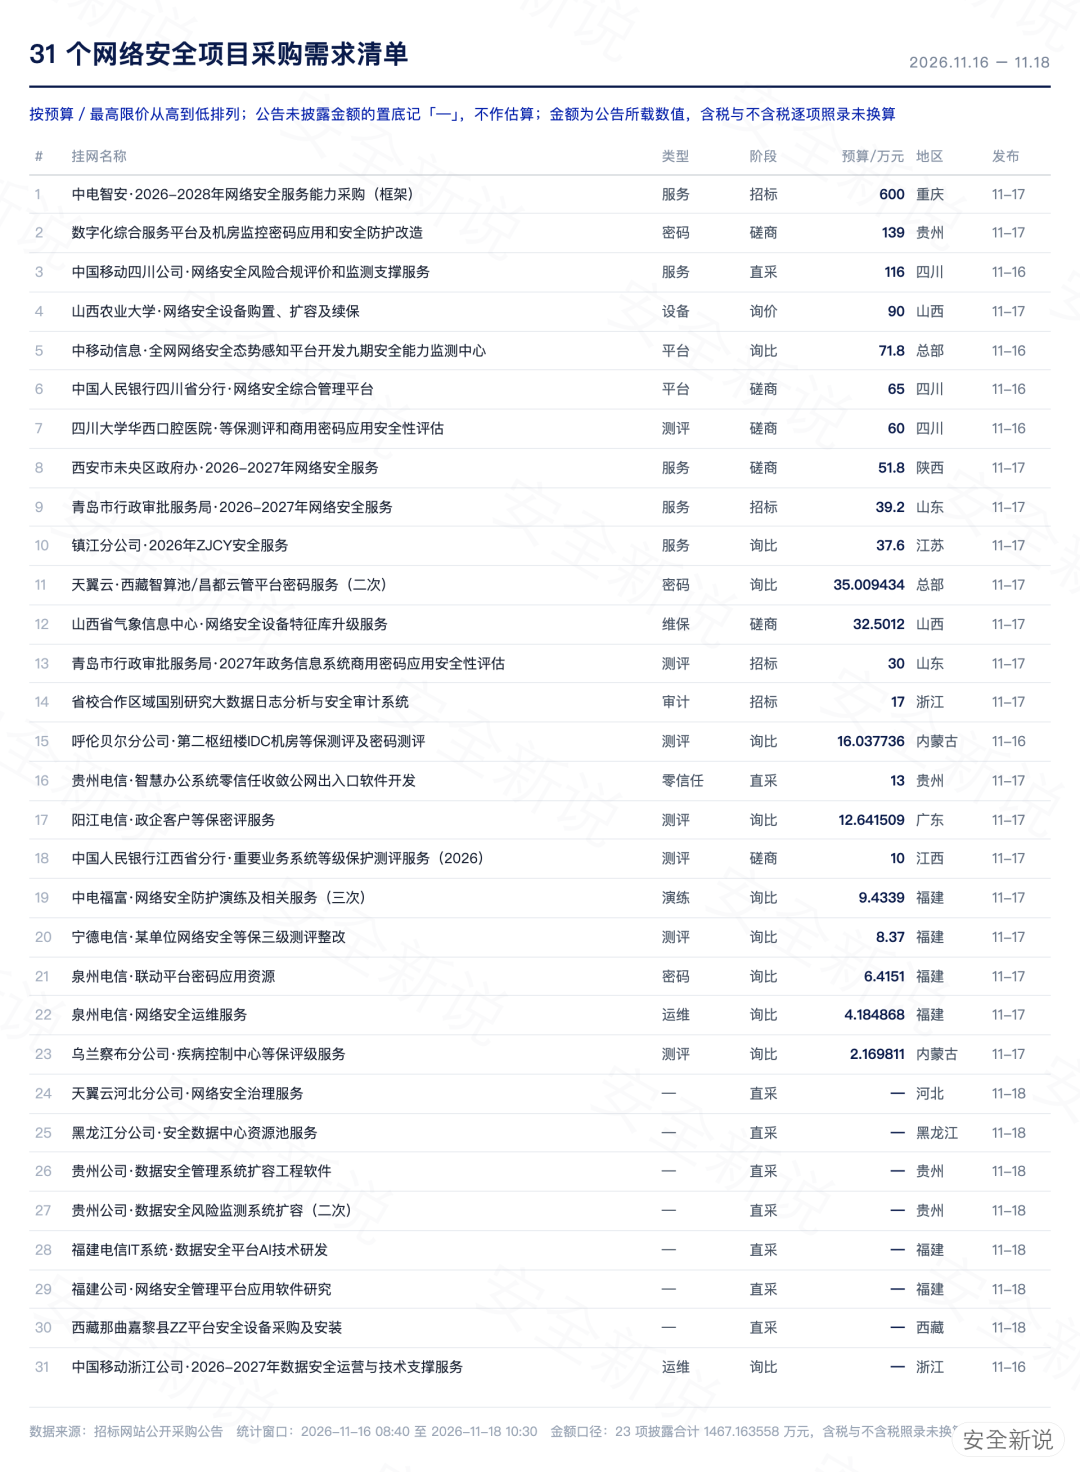 31 个网络安全项目采购需求清单
2026.11.16 — 11.18
按预算 / 最高限价从高到低排列；公告未披露金额的置底记「—」，不作估算；金额为公告所载数值，含税与不含税逐项照录未换算
# 挂网名称 类型 阶段 预算/万元 地区 发布
1 中电智安·2026–2028年网络安全服务能力采购（框架） 服务 招标 600 重庆 11–17
2 数字化综合服务平台及机房监控密码应用和安全防护改造 密码 磋商 139 贵州 11–17
3 中国移动四川公司·网络安全风险合规评价和监测支撑服务 服务 直采 116 四川 11–16
4 山西农业大学·网络安全设备购置、扩容及续保 设备 询价 90 山西 11–17
5 中移动信息·全网网络安全态势感知平台开发九期安全能力监测中心 平台 询比 71.8 总部 11–16
6 中国人民银行四川省分行·网络安全综合管理平台 平台 磋商 65 四川 11–16
7 四川大学华西口腔医院·等保测评和商用密码应用安全性评估 测评 磋商 60 四川 11–16
8 西安市未央区政府办·2026–2027年网络安全服务 服务 磋商 51.8 陕西 11–17
9 青岛市行政审批服务局·2026–2027年网络安全服务 服务 招标 39.2 山东 11–17
10 镇江分公司·2026年ZJCY安全服务 服务 询比 37.6 江苏 11–17
11 天翼云·西藏智算池/昌都云管平台密码服务（二次） 密码 询比 35.009434 总部 11–17
12 山西省气象信息中心·网络安全设备特征库升级服务 维保 磋商 32.5012 山西 11–17
13 青岛市行政审批服务局·2027年政务信息系统商用密码应用安全性评估 测评 招标 30 山东 11–17
14 省校合作区域国别研究大数据日志分析与安全审计系统 审计 招标 17 浙江 11–17
15 呼伦贝尔分公司·第二枢纽楼IDC机房等保测评及密码测评 测评 询比 16.037736 内蒙古 11–16
16 贵州电信·智慧办公系统零信任收敛公网出入口软件开发 零信任 直采 13 贵州 11–17
17 阳江电信·政企客户等保密评服务 测评 询比 12.641509 广东 11–17
18 中国人民银行江西省分行·重要业务系统等级保护测评服务（2026） 测评 磋商 10 江西 11–17
19 中电福富·网络安全防护演练及相关服务（三次） 演练 询比 9.4339 福建 11–17
20 宁德电信·某单位网络安全等保三级测评整改 测评 询比 8.37 福建 11–17
21 泉州电信·联动平台密码应用资源 密码 询比 6.4151 福建 11–17
22 泉州电信·网络安全运维服务 运维 询比 4.184868 福建 11–17
23 乌兰察布分公司·疾病控制中心等保评级服务 测评 询比 2.169811 内蒙古 11–17
24 天翼云河北分公司·网络安全治理服务 — 直采 — 河北 11–18
25 黑龙江分公司·安全数据中心资源池服务 — 直采 — 黑龙江 11–18
26 贵州公司·数据安全管理系统扩容工程软件 — 直采 — 贵州 11–18
27 贵州公司·数据安全风险监测系统扩容（二次） — 直采 — 贵州 11–18
28 福建电信IT系统·数据安全平台AI技术研发 — 直采 — 福建 11–18
29 福建公司·网络安全管理平台应用软件研究 — 直采 — 福建 11–18
30 西藏那曲嘉黎县ZZ平台安全设备采购及安装 — 直采 — 西藏 11–18
31 中国移动浙江公司·2026–2027年数据安全运营与技术支撑服务 运维 询比 — 浙江 11–16
数据来源：招标网站公开采购公告 统计窗口：2026–11–16 08:40 至 2026–11–18 10:30 金额口径：23 项披露合计 1467.163558 万元，含税与不含税照录未换
安全新说